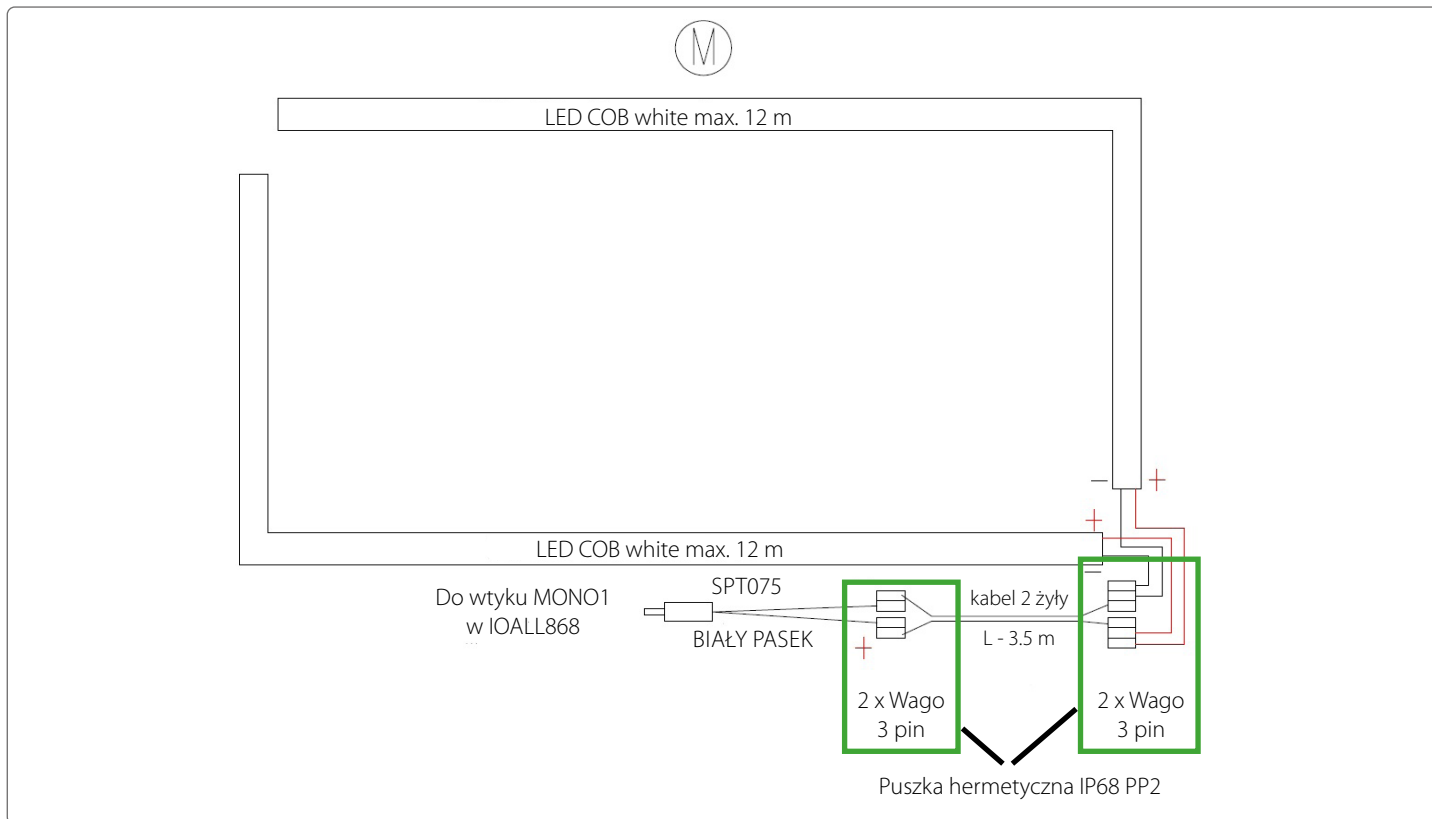 M
LED COB white max. 12 m
− +
+
LED COB white max. 12 m
−
Do wtyku MONO1
w IOALL868
SPT075
BIAŁY PASEK
+
kabel 2 żyły
L - 3.5 m
2 x Wago
3 pin
2 x Wago
3 pin
Puszka hermetyczna IP68 PP2